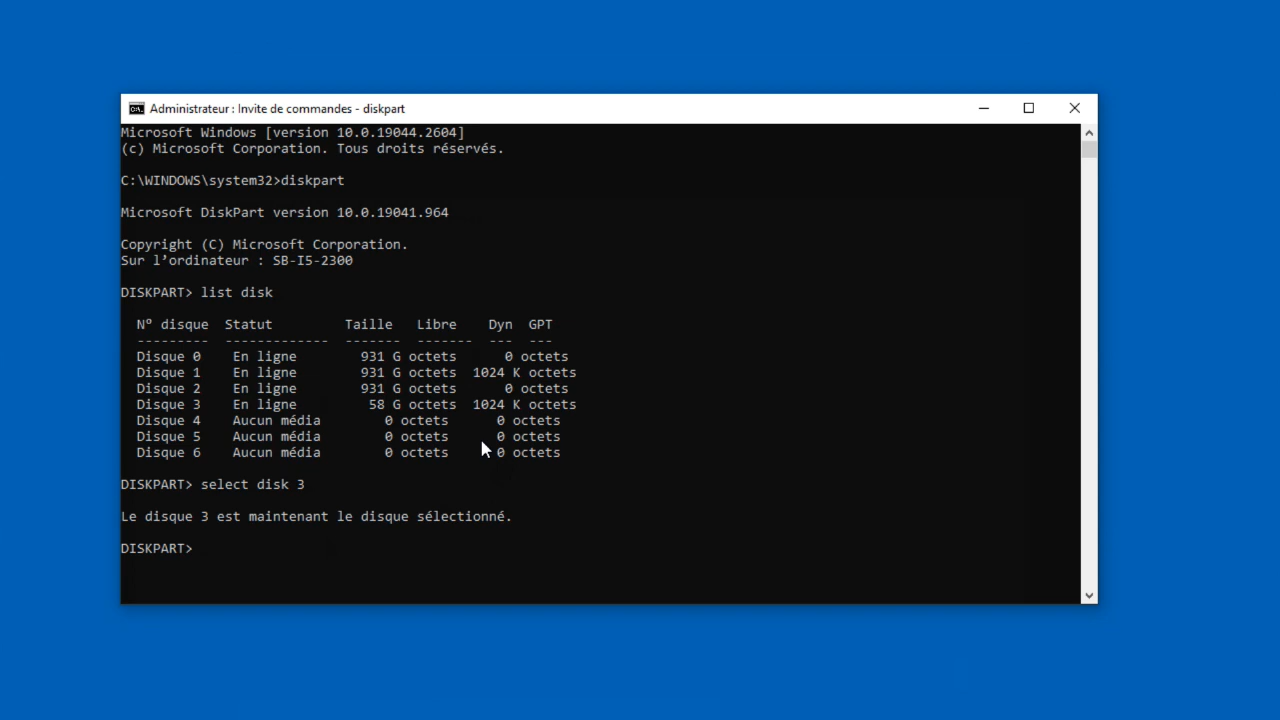 Administrateur : Invite de commandes - diskpart
Microsoft Windows [version 10.0.19044.2604]
(c) Microsoft Corporation. Tous droits réservés.
C:\WINDOWS\system32>diskpart
Microsoft DiskPart version 10.0.19041.964
Copyright (C) Microsoft Corporation.
Sur l’ordinateur : SB-I5-2300
DISKPART> list disk
N° disque  Statut         Taille   Libre    Dyn  GPT
---------  -------------  -------  -------  ---  ---
Disque 0    En ligne        931 G octets      0 octets
Disque 1    En ligne        931 G octets  1024 K octets
Disque 2    En ligne        931 G octets      0 octets
Disque 3    En ligne         58 G octets  1024 K octets
Disque 4    Aucun média        0 octets      0 octets
Disque 5    Aucun média        0 octets      0 octets
Disque 6    Aucun média        0 octets      0 octets
DISKPART> select disk 3
Le disque 3 est maintenant le disque sélectionné.
DISKPART>